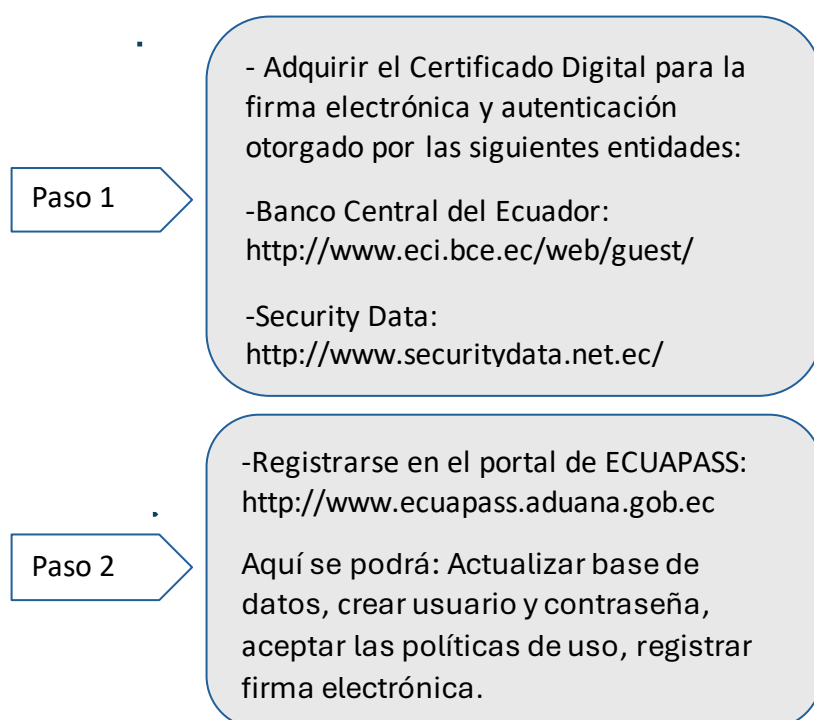 - Adquirir el Certificado Digital para la
firma electrónica y autenticación
otorgado por las siguientes entidades:
Paso 1
-Banco Central del Ecuador:
http://www.eci.bce.ec/web/guest/
-Security Data:
http://www.securitydata.net.ec/
-Registrarse en el portal de ECUAPASS:
http://www.ecuapass.aduana.gob.ec
Paso 2
Aquí se podrá: Actualizar base de
datos, crear usuario y contraseña,
aceptar las políticas de uso, registrar
firma electrónica.